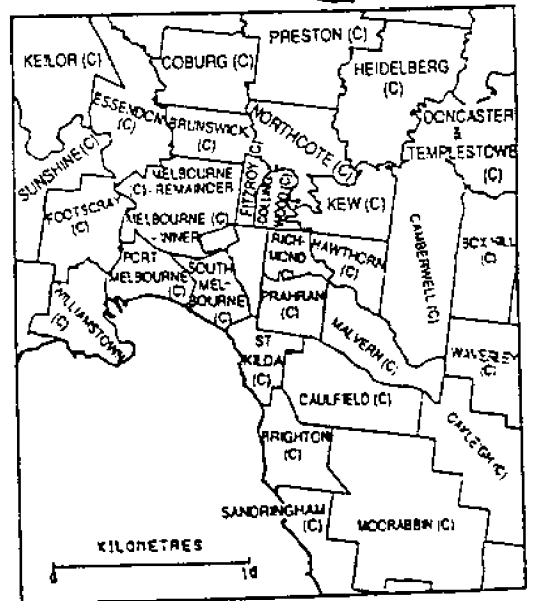 PRESTON (C)
KEILOR (C)
COBURG (C)
HEIDELBERG
(C)
ESSENDON
(C)
BRUNSWICK
(C)
NORTHCOTE
(C)
DONCASTER
&
TEMPLESTOWE
(C)
SUNSHINE (C)
MELBOURNE
(C)-REMAINDER
FITZROY (C)
COLLING
WOOD (C)
KEW (C)
FOOTSCRAY
(C)
MELBOURNE (C)
-INNER
RICH-
MOND
(C)
HAWTHORN
(C)
CAMBERWELL (C)
BOX HILL
(C)
PORT
MELBOURNE
(C)
SOUTH
MEL-
BOURNE
(C)
PRAHRAN
(C)
WILLIAMSTOWN
(C)
ST
KILDA
(C)
MALVERN (C)
WAVERLEY
(C)
CAULFIELD (C)
OAKLEIGH (C)
BRIGHTON
(C)
SANDRINGHAM
(C)
MOORABBIN (C)
KILOMETRES
0 10